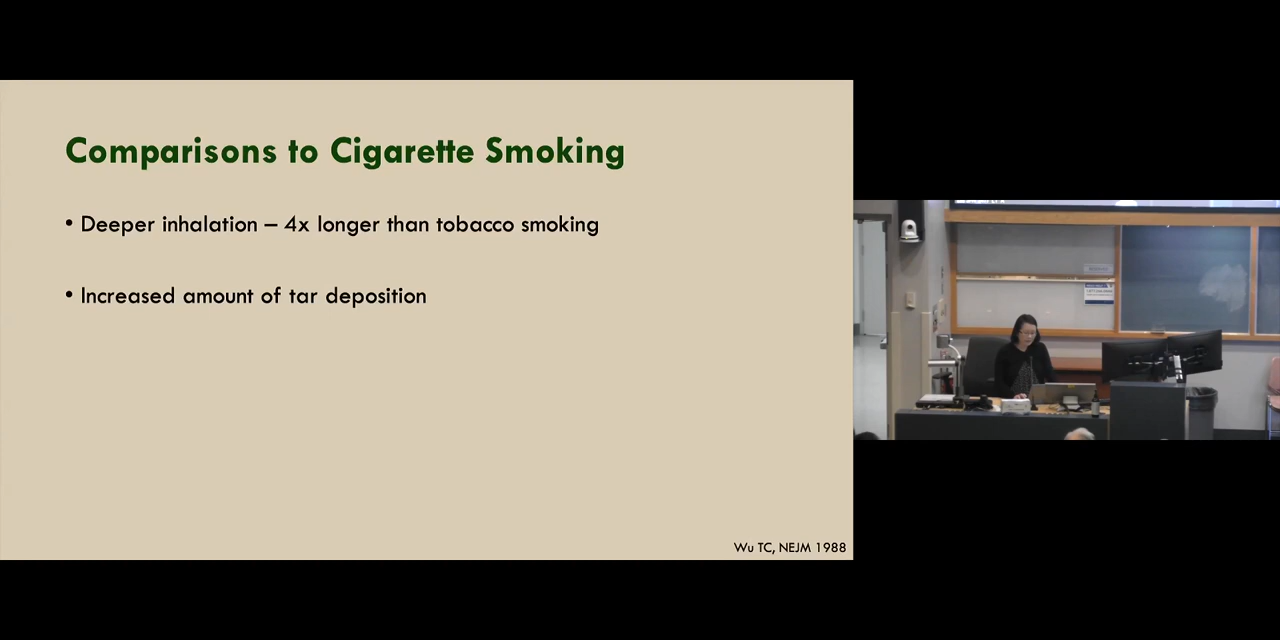 Comparisons to Cigarette Smoking
• Deeper inhalation – 4x longer than tobacco smoking
• Increased amount of tar deposition
Wu TC, NEJM 1988